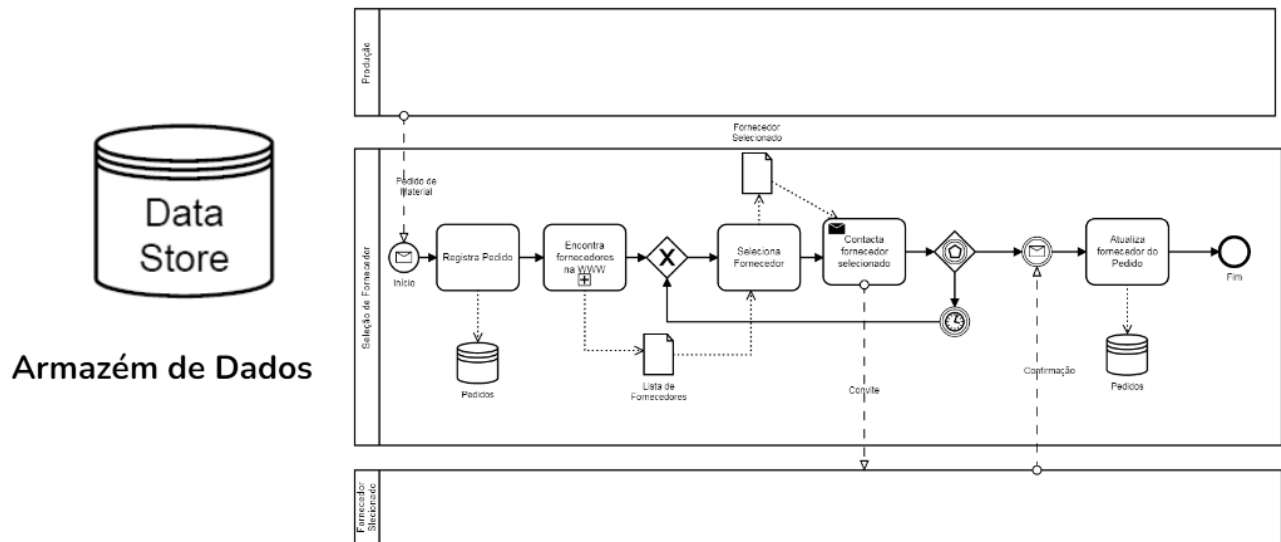 Data
Store
Armazém de Dados
Produção
Seleção de Fornecedor
Fornecedor
Slecionado
Pedido de
Material
Início
Registra Pedido
Pedidos
Encontra
fornecedores
na WWW
Lista de
Fornecedores
Seleciona
Fornecedor
Fornecedor
Selecionado
Contacta
fornecedor
selecionado
Convite
Confirmação
Atualiza
fornecedor do
Pedido
Pedidos
Fim